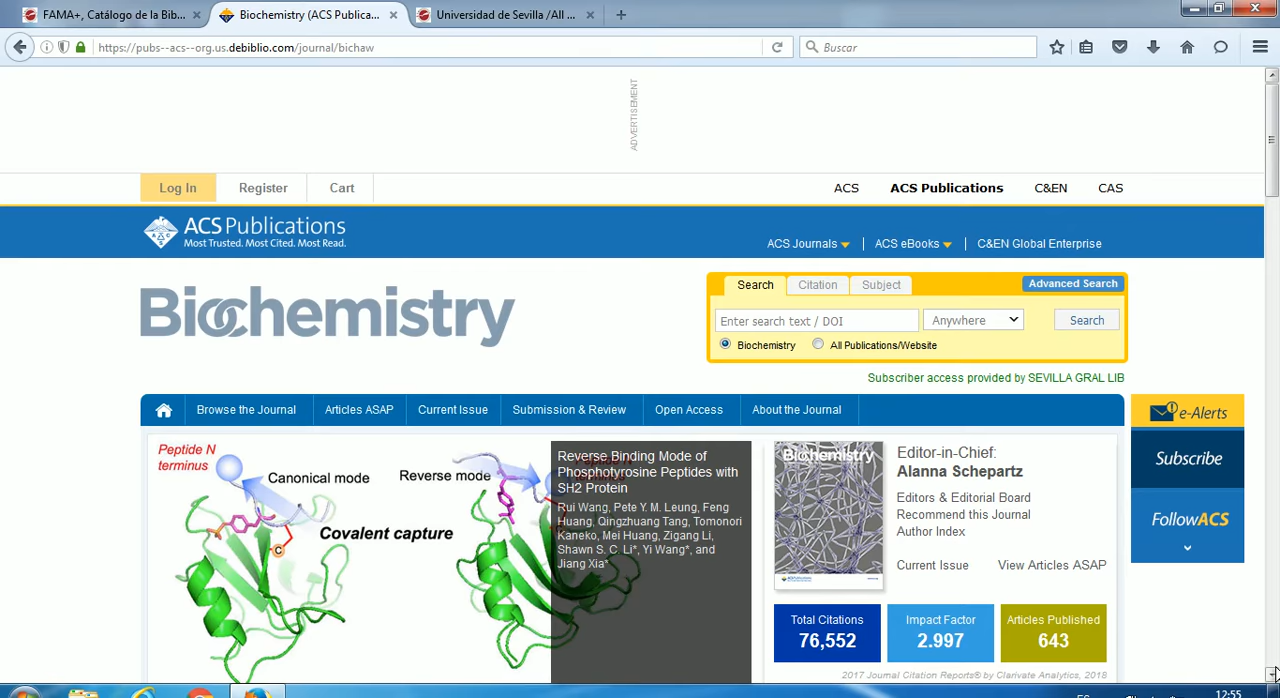 FAMA+, Catálogo de la Bib...
Biochemistry (ACS Publica...
Universidad de Sevilla /All ...
https://pubs--acs--org.us.debiblio.com/journal/bichaw
Buscar
ADVERTISEMENT
Log In
Register
Cart
ACS
ACS Publications
C&EN
CAS
ACS Publications
Most Trusted. Most Cited. Most Read.
ACS Journals
ACS eBooks
C&EN Global Enterprise
Biochemistry
Search
Citation
Subject
Advanced Search
Enter search text / DOI
Anywhere
Search
Biochemistry
All Publications/Website
Subscriber access provided by SEVILLA GRAL LIB
Browse the Journal
Articles ASAP
Current Issue
Submission & Review
Open Access
About the Journal
e-Alerts
Subscribe
FollowACS
Peptide N
terminus
Canonical mode
Reverse mode
Covalent capture
C
Reverse Binding Mode of
Phosphotyrosine Peptides with
SH2 Protein
Rui Wang, Pete Y. M. Leung, Feng
Huang, Qingzhuang Tang, Tomonori
Kaneko, Mei Huang, Zigang Li,
Shawn S. C. Li*, Yi Wang*, and
Jiang Xia*
Biochemistry
ACS Publications
Editor-in-Chief:
Alanna Schepartz
Editors & Editorial Board
Recommend this Journal
Author Index
Current Issue
View Articles ASAP
Total Citations
76,552
Impact Factor
2.997
Articles Published
643
2017 Journal Citation Reports® by Clarivate Analytics, 2018
ES
12:55